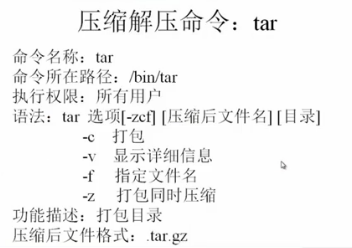 压缩解压命令：tar
命令名称：tar
命令所在路径：/bin/tar
执行权限：所有用户
语法：tar 选项[-zcf] [压缩后文件名] [目录]
-c 打包
-v 显示详细信息
-f 指定文件名
-z 打包同时压缩
功能描述：打包目录
压缩后文件格式：.tar.gz